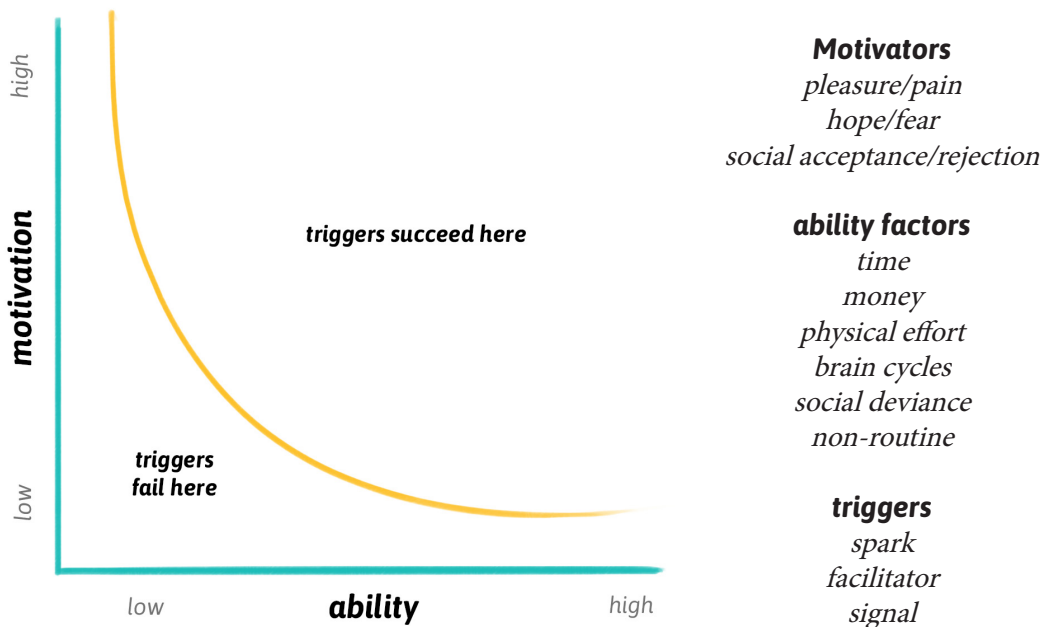 high
motivation
low
triggers succeed here
triggers
fail here
low
ability
high
Motivators
pleasure/pain
hope/fear
social acceptance/rejection
ability factors
time
money
physical effort
brain cycles
social deviance
non-routine
triggers
spark
facilitator
signal